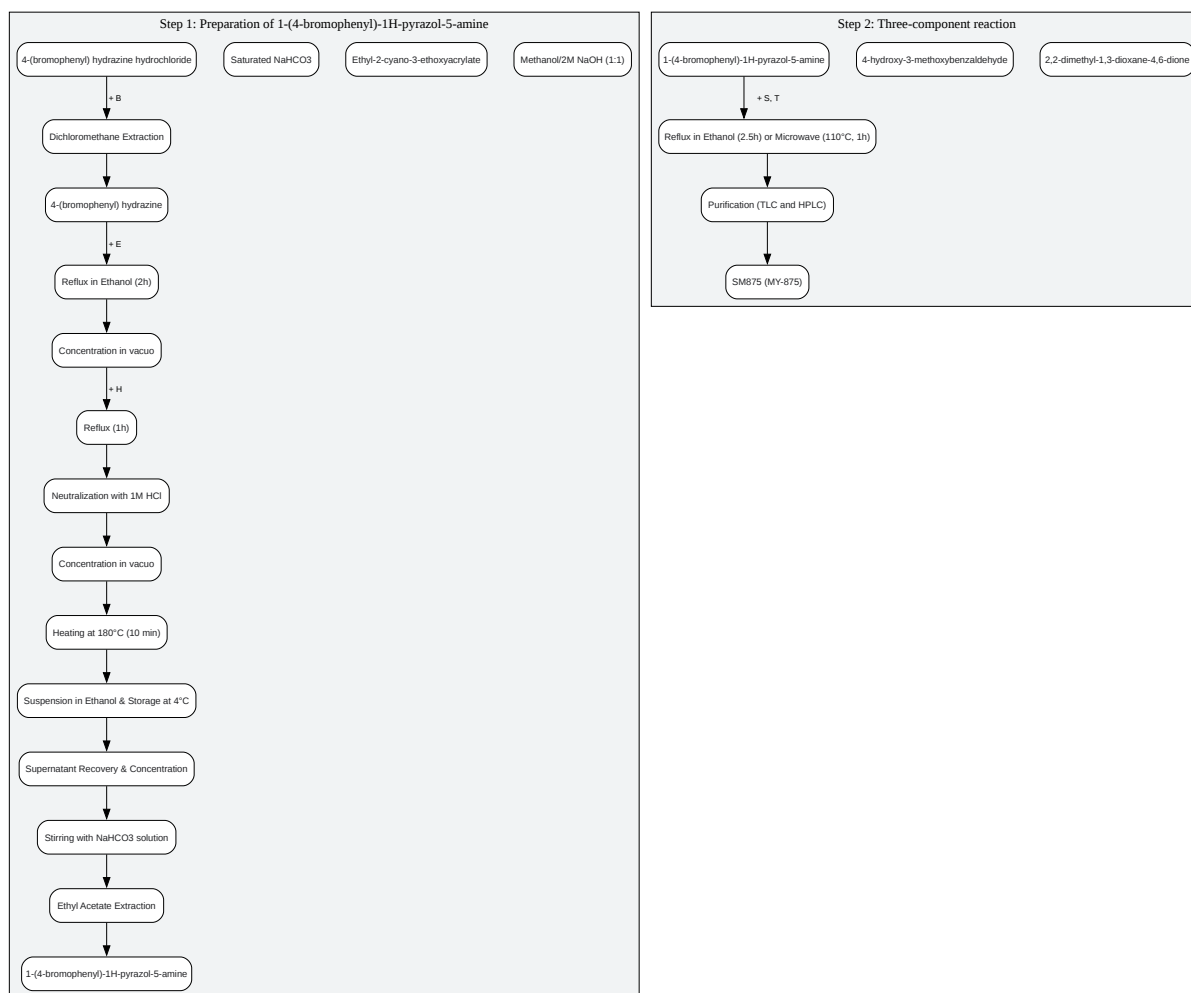 Step 1: Preparation of 1-(4-bromophenyl)-1H-pyrazol-5-amine
4-(bromophenyl) hydrazine hydrochloride
Saturated NaHCO3
Ethyl-2-cyano-3-ethoxyacrylate
Methanol/2M NaOH (1:1)
+ B
Dichloromethane Extraction
4-(bromophenyl) hydrazine
+ E
Reflux in Ethanol (2h)
Concentration in vacuo
+ H
Reflux (1h)
Neutralization with 1M HCl
Concentration in vacuo
Heating at 180°C (10 min)
Suspension in Ethanol & Storage at 4°C
Supernatant Recovery & Concentration
Stirring with NaHCO3 solution
Ethyl Acetate Extraction
1-(4-bromophenyl)-1H-pyrazol-5-amine
Step 2: Three-component reaction
1-(4-bromophenyl)-1H-pyrazol-5-amine
4-hydroxy-3-methoxybenzaldehyde
2,2-dimethyl-1,3-dioxane-4,6-dione
+ S, T
Reflux in Ethanol (2.5h) or Microwave (110°C, 1h)
Purification (TLC and HPLC)
SM875 (MY-875)